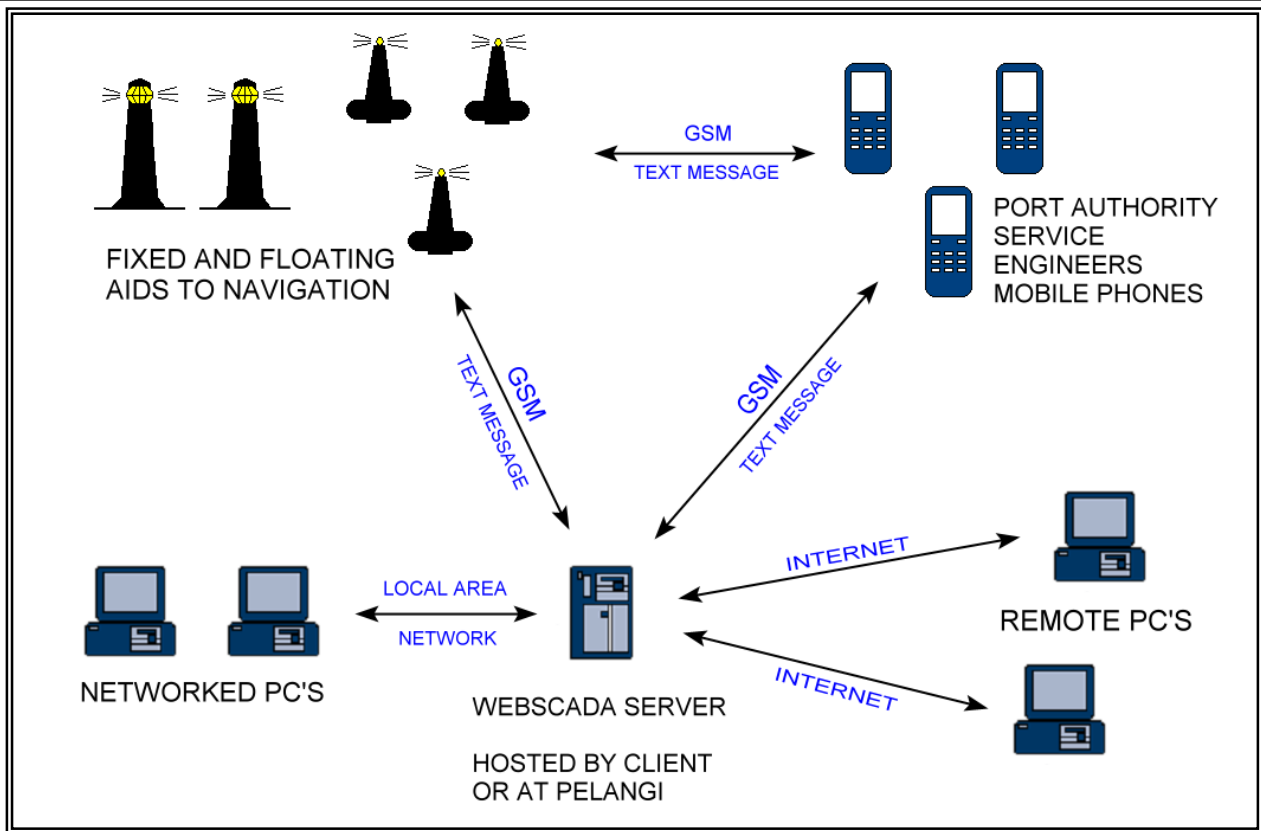 GSM
TEXT MESSAGE
PORT AUTHORITY
SERVICE
ENGINEERS
MOBILE PHONES
FIXED AND FLOATING
AIDS TO NAVIGATION
GSM
TEXT MESSAGE
GSM
TEXT MESSAGE
INTERNET
LOCAL AREA
NETWORK
REMOTE PC'S
NETWORKED PC'S
INTERNET
WEBSCADA SERVER
HOSTED BY CLIENT
OR AT PELANGI